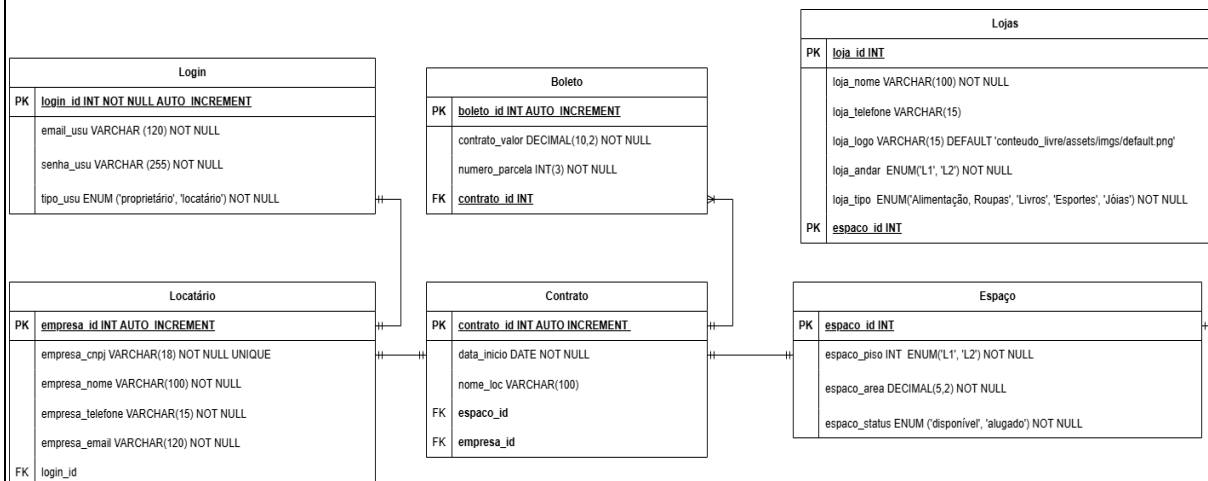 Login
PK login_id INT NOT NULL AUTO_INCREMENT
email_usu VARCHAR (120) NOT NULL
senha_usu VARCHAR (255) NOT NULL
tipo_usu ENUM ('proprietário', 'locatário') NOT NULL
Boleto
PK boleto_id INT AUTO_INCREMENT
contrato_valor DECIMAL(10,2) NOT NULL
numero_parcela INT(3) NOT NULL
FK contrato_id INT
Lojas
PK loja_id INT
loja_nome VARCHAR(100) NOT NULL
loja_telefone VARCHAR(15)
loja_logo VARCHAR(15) DEFAULT 'conteudo_livre/assets/imgs/default.png'
loja_andar ENUM('L1', 'L2') NOT NULL
loja_tipo ENUM('Alimentação, Roupas', 'Livros', 'Esportes', 'Jóias') NOT NULL
PK espaco_id INT
Locatário
PK empresa_id INT AUTO_INCREMENT
empresa_cnpj VARCHAR(18) NOT NULL UNIQUE
empresa_nome VARCHAR(100) NOT NULL
empresa_telefone VARCHAR(15) NOT NULL
empresa_email VARCHAR(120) NOT NULL
FK login_id
Contrato
PK contrato_id INT AUTO_INCREMENT
data_inicio DATE NOT NULL
nome_loc VARCHAR(100)
FK espaco_id
FK empresa_id
Espaço
PK espaco_id INT
espaco_piso INT ENUM('L1', 'L2') NOT NULL
espaco_area DECIMAL(5,2) NOT NULL
espaco_status ENUM ('disponível', 'alugado') NOT NULL